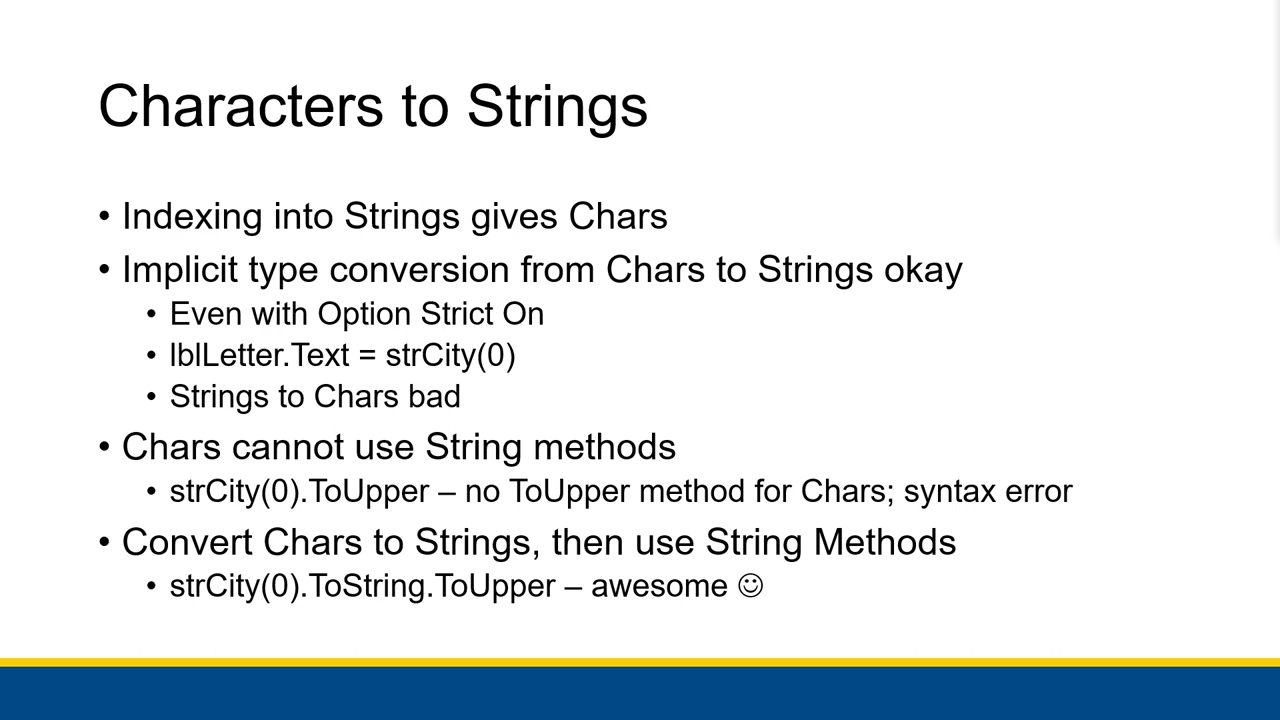 Characters to Strings
• Indexing into Strings gives Chars
• Implicit type conversion from Chars to Strings okay
• Even with Option Strict On
• lblLetter.Text = strCity(0)
• Strings to Chars bad
• Chars cannot use String methods
• strCity(0).ToUpper – no ToUpper method for Chars; syntax error
• Convert Chars to Strings, then use String Methods
• strCity(0).ToString.ToUpper – awesome ☺